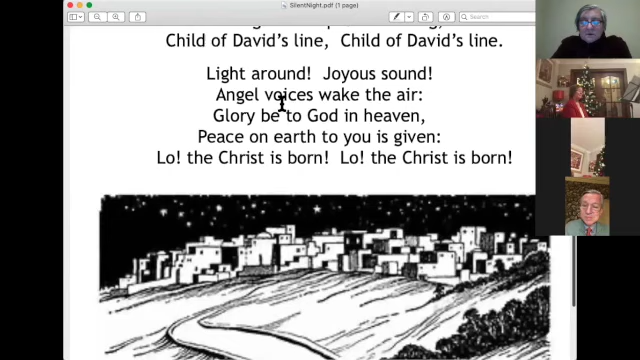 SilentNight.pdf (1 page)
Search
Child of David's line, Child of David's line.
Light around! Joyous sound!
Angel voices wake the air:
Glory be to God in heaven,
Peace on earth to you is given:
Lo! the Christ is born! Lo! the Christ is born!